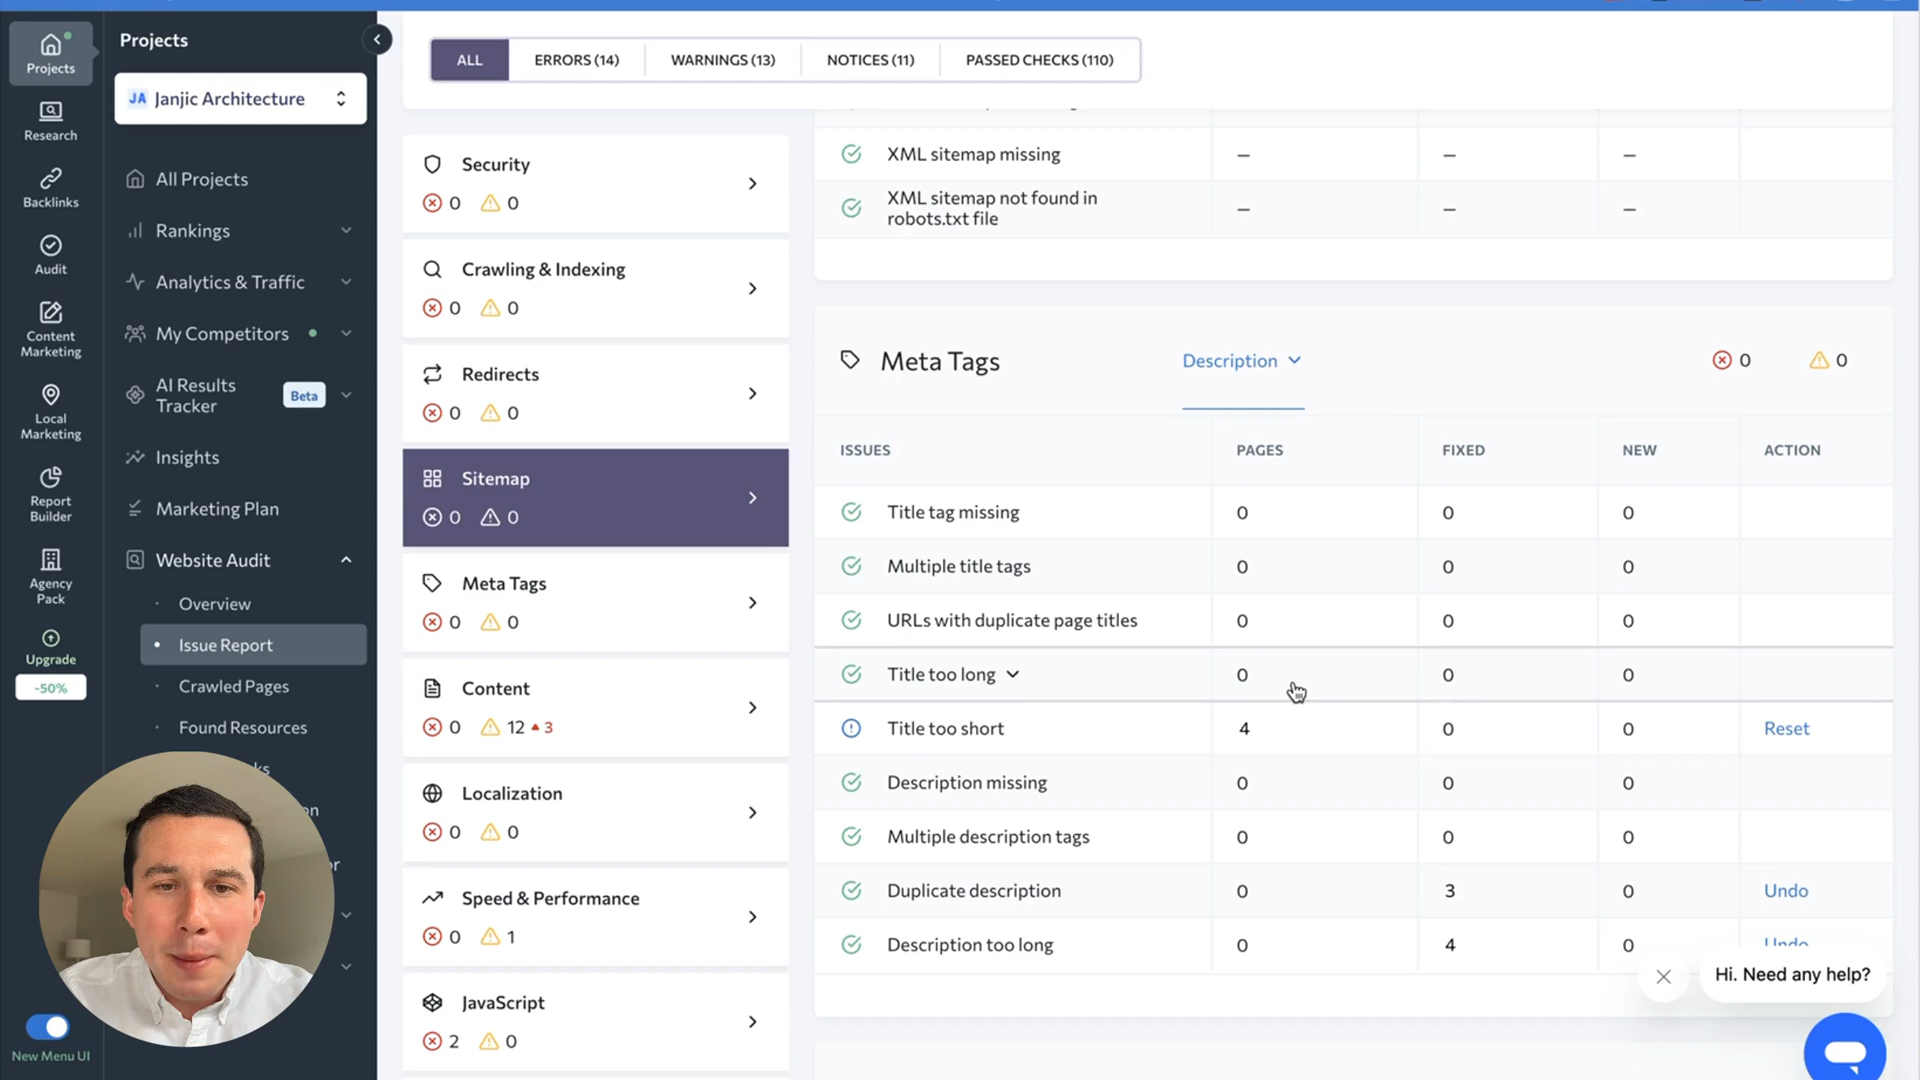 Projects
Research
Backlinks
Audit
Content
Marketing
Local
Marketing
Report
Builder
Agency
Pack
Upgrade
-50%
New Menu UI
Projects
JA Janjic Architecture
All Projects
Rankings
Analytics & Traffic
My Competitors
AI Results
Tracker
Beta
Insights
Marketing Plan
Website Audit
Overview
Issue Report
Crawled Pages
Found Resources
ALL
ERRORS (14)
WARNINGS (13)
NOTICES (11)
PASSED CHECKS (110)
Security
0 0
Crawling & Indexing
0 0
Redirects
0 0
Sitemap
0 0
Meta Tags
0 0
Content
0 12 3
Localization
0 0
Speed & Performance
0 1
JavaScript
2 0
XML sitemap missing – – –
XML sitemap not found in
robots.txt file – – –
Meta Tags Description 0 0
ISSUES PAGES FIXED NEW ACTION
Title tag missing 0 0 0
Multiple title tags 0 0 0
URLs with duplicate page titles 0 0 0
Title too long 0 0 0
Title too short 4 0 0 Reset
Description missing 0 0 0
Multiple description tags 0 0 0
Duplicate description 0 3 0 Undo
Description too long 0 4 0 Undo
Hi. Need any help?